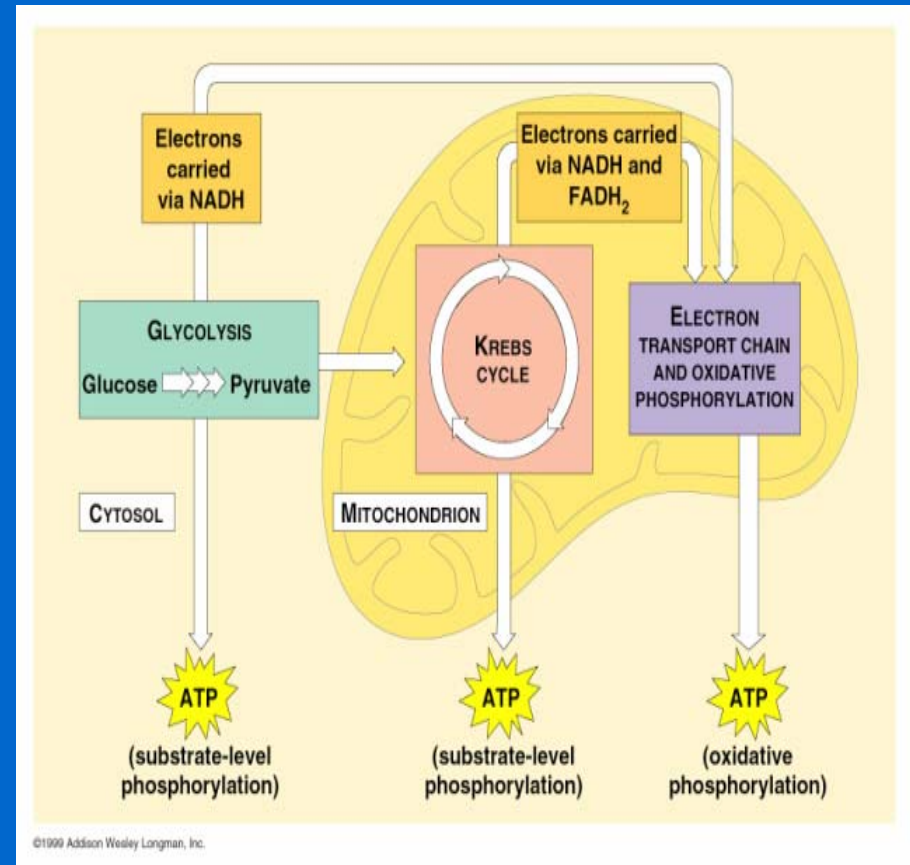 Electrons
carried
via NADH
Electrons carried
via NADH and
FADH₂
GLYCOLYSIS
Glucose Pyruvate
KREBS
CYCLE
ELECTRON
TRANSPORT CHAIN
AND OXIDATIVE
PHOSPHORYLATION
CYTOSOL
MITOCHONDRION
ATP
(substrate-level
phosphorylation)
ATP
(substrate-level
phosphorylation)
ATP
(oxidative
phosphorylation)
©1999 Addison Wesley Longman, Inc.